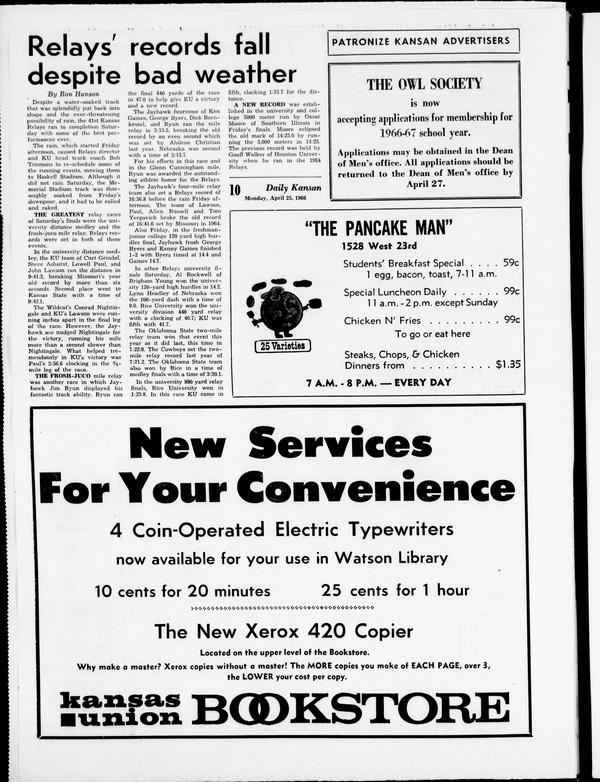 Relays' records fall
despite bad weather
By Ron Hanson
Despite a water-soaked track
that was splendidly put back into
shape and the ever-threatening
possibility of rain, the 41st Kansas
Relays ran to completion Satur-
day with some of the best per-
formances ever.
The rain, which started Friday
afternoon, caused Relays director
and KU head track coach Bob
Timmons to re-schedule some of
the running events, moving them
to Haskell Stadium. Although it
did not rain Saturday, the Me-
morial Stadium track was thor-
oughly soaked from Friday's
downpour, and it had to be rolled
and raked.
THE GREATEST relay races
of Saturday's finals were the uni-
versity distance medley and the
frosh-juco mile relay. Relays rec-
ords were set in both of these
events.
In the university distance med-
ley, the KU team of Curt Grindal,
Steve Ashurst, Lowell Paul, and
John Lawson ran the distance in
9:41.2, breaking Missouri's year
old record by more than six
seconds. Second place went to
Kansas State with a time of
9:42.1.
The Wildcat's Conrad Nightin-
gale and KU's Lawson were run-
ning inches apart in the final leg
of the race. However, the Jay-
hawk ace nudged Nightengale for
the victory, running his mile
more than a second slower than
Nightingale. What helped tre-
mendously in KU's victory was
Paul's 2:56.6 clocking in the ¾-
mile leg of the race.
THE FROSH-JUCO mile relay
was another race in which Jay-
hawk Jim Ryun displayed his
fantastic track ability. Ryun ran
the final 440 yards of the race
in 47.0 to help give KU a victory
and a new record.
The Jayhawk foursome of Ken
Gaines, George Byers, Dick Born-
kessel, and Ryun ran the mile
relay in 3:15.5, breaking the old
record by an even second which
was set by Abilene Christian
last year. Nebraska was second
with a time of 3:15.7.
For his efforts in this race and
in the Glenn Cunningham mile,
Ryun was awarded the outstand-
ing athlete honor for the Relays.
The Jayhawk's four-mile relay
team also set a Relays record of
16:36.8 before the rain Friday af-
ternoon. The team of Lawson,
Paul, Allen Russell and Tom
Yergovich broke the old record
of 16:41.6 set by Missouri in 1964.
Also Friday, in the freshman-
junior college 120 yard high hur-
dles final, Jayhawk frosh George
Byers and Kenny Gaines finished
1-2 with Byers timed at 14.4 and
Gaines 14.7.
In other Relays university fi-
nals Saturday, Al Rockwell of
Brigham Young won the univer-
sity 120-yard high hurdles in 14.2.
Lynn Headley of Nebraska won
the 100-yard dash with a time of
9.6. Rice University won the uni-
versity division 440 yard relay
with a clocking of 40.7; KU was
fifth with 41.7.
The Oklahoma State two-mile
relay team won that event this
year as it did last, this time in
7:22.8. The Cowboys set the two-
mile relay record last year of
7:21.2. The Oklahoma State team
also won by Rice in a time of
medley finals with a time of 3:20.1.
In the university 880 yard relay
finals, Rice University won in
1:23.8. In this race KU came in
fifth, clocking 1:33.7 for the dis-
tance.
A NEW RECORD was estab-
lished in the university and col-
lege 5000 meter run by Oscar
Moore of Southern Illinois in
Friday's finals. Moore eclipsed
the old mark of 14:25.0 by run-
ning the 5,000 meters in 14:25.
The previous record was held by
Geoff Walker of Houston Univer-
sity when he ran in the 1964
Relays.
10 Daily Kansan
Monday, April 25, 1966
PATRONIZE KANSAN ADVERTISERS
THE OWL SOCIETY
is now
accepting applications for membership for
1966-67 school year.
Applications may be obtained in the Dean
of Men's office. All applications should be
returned to the Dean of Men's office by
April 27.
"THE PANCAKE MAN"
1528 West 23rd
Students' Breakfast Special . . . . 59c
1 egg, bacon, toast, 7-11 a.m.
Special Luncheon Daily . . . . . . 99c
11 a.m. - 2 p.m. except Sunday
Chicken N' Fries . . . . . . . . . 99c
To go or eat here
Steaks, Chops, & Chicken
Dinners from . . . . . . . . . . $1.35
7 A.M. - 8 P.M. — EVERY DAY
25 Varieties
New Services
For Your Convenience
4 Coin-Operated Electric Typewriters
now available for your use in Watson Library
10 cents for 20 minutes 25 cents for 1 hour
The New Xerox 420 Copier
Located on the upper level of the Bookstore.
Why make a master? Xerox copies without a master! The MORE copies you make of EACH PAGE, over 3,
the LOWER your cost per copy.
kansas
union BOOKSTORE